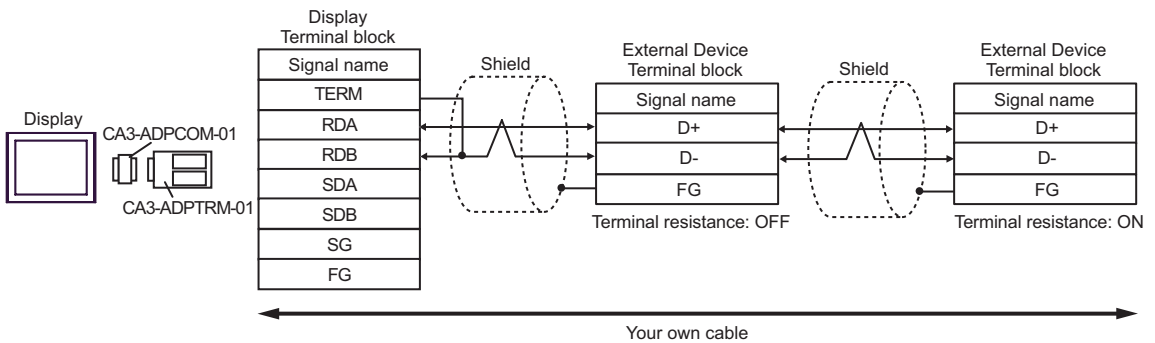 Display
CA3-ADPCOM-01
CA3-ADPTRM-01
Display
Terminal block
Signal name
TERM
RDA
RDB
SDA
SDB
SG
FG
Shield
External Device
Terminal block
Signal name
D+
D-
FG
Terminal resistance: OFF
Shield
External Device
Terminal block
Signal name
D+
D-
FG
Terminal resistance: ON
Your own cable